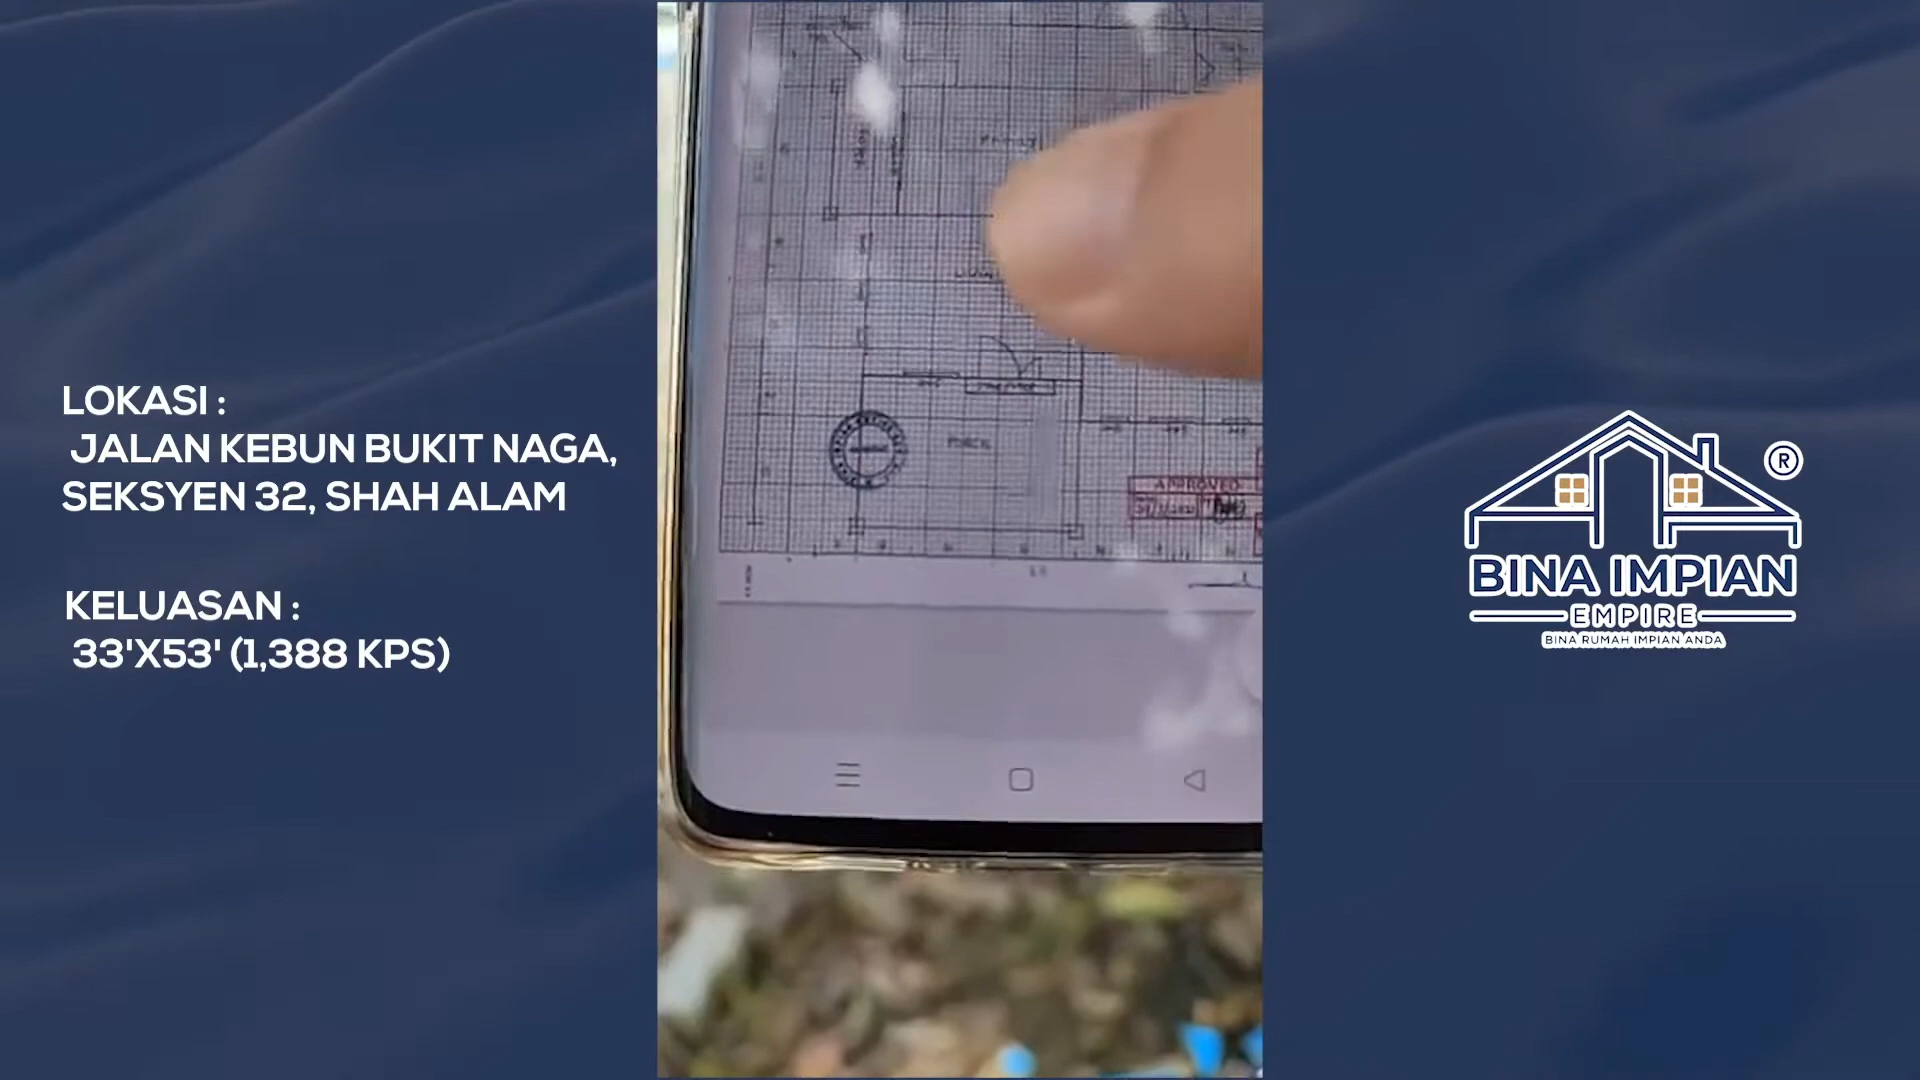 LOKASI :
JALAN KEBUN BUKIT NAGA,
SEKSYEN 32, SHAH ALAM
KELUASAN :
33'X53' (1,388 KPS)
PORCH
APPROVED
®
BINA IMPIAN
EMPIRE
BINA RUMAH IMPIAN ANDA